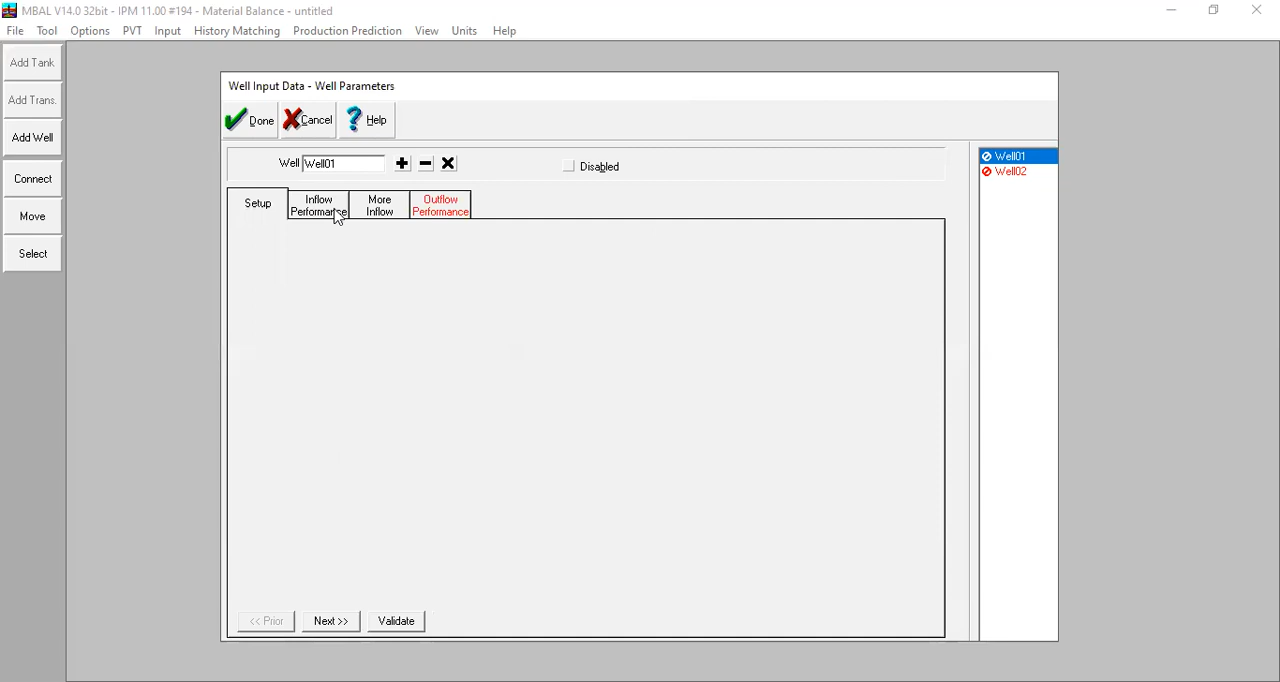 MBAL V14.0 32bit - IPM 11.00 #194 - Material Balance - untitled
File Tool Options PVT Input History Matching Production Prediction View Units Help
Add Tank
Add Trans.
Add Well
Connect
Move
Select
Well Input Data - Well Parameters
Done Cancel Help
Well Well01 Disabled
Setup
Inflow
Performance
More
Inflow
Outflow
Performance
<< Prior Next >> Validate
Well01
Well02